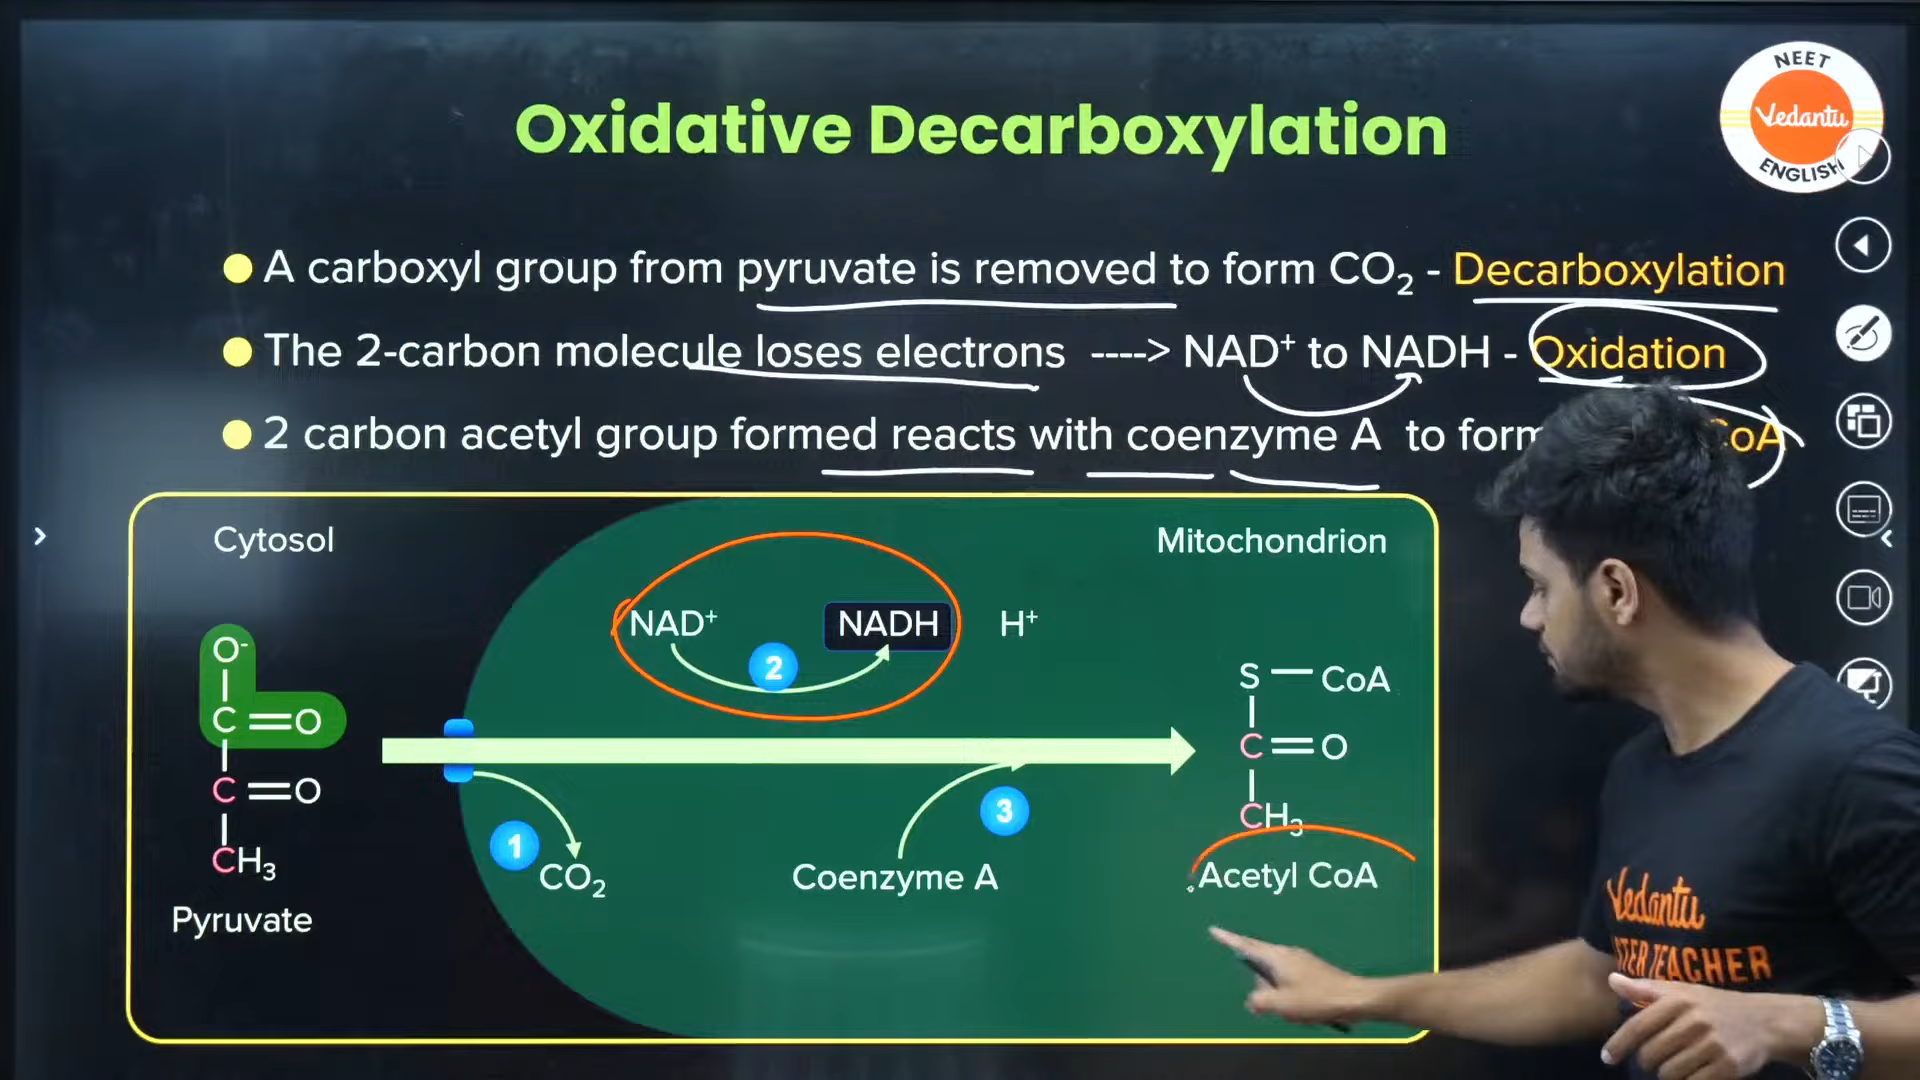 NEET
Vedantu
ENGLISH
Oxidative Decarboxylation
A carboxyl group from pyruvate is removed to form CO₂ - Decarboxylation
The 2-carbon molecule loses electrons ----> NAD⁺ to NADH - Oxidation
2 carbon acetyl group formed reacts with coenzyme A to form CoA
Cytosol
Mitochondrion
NAD⁺ NADH H⁺
2
O⁻
C=O
C=O
CH₃
Pyruvate
1
CO₂
3
Coenzyme A
S — CoA
C=O
CH₃
Acetyl CoA
Vedantu
TEACHER